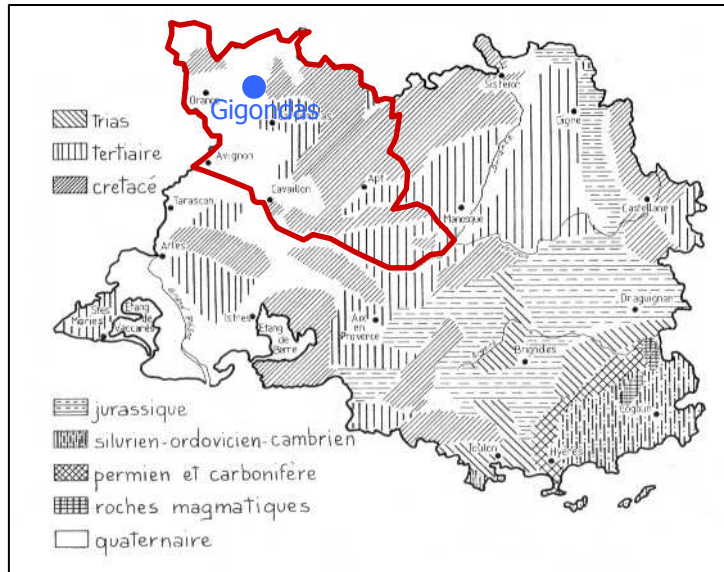 Trias
tertiaire
cretacé
Orange
Gigondas
Avignon
Cavaillon
Apt
Sisteron
Digne
Manosque
Castellane
Tarascon
Arles
Istres
Etang
de
Berre
Stes
Maries
Etang
de
Vaccarès
Aix
en
Provence
Draguignan
Brignoles
Toulon
Hyères
jurassique
silurien-ordovicien-cambrien
permien et carbonifère
roches magmatiques
quaternaire